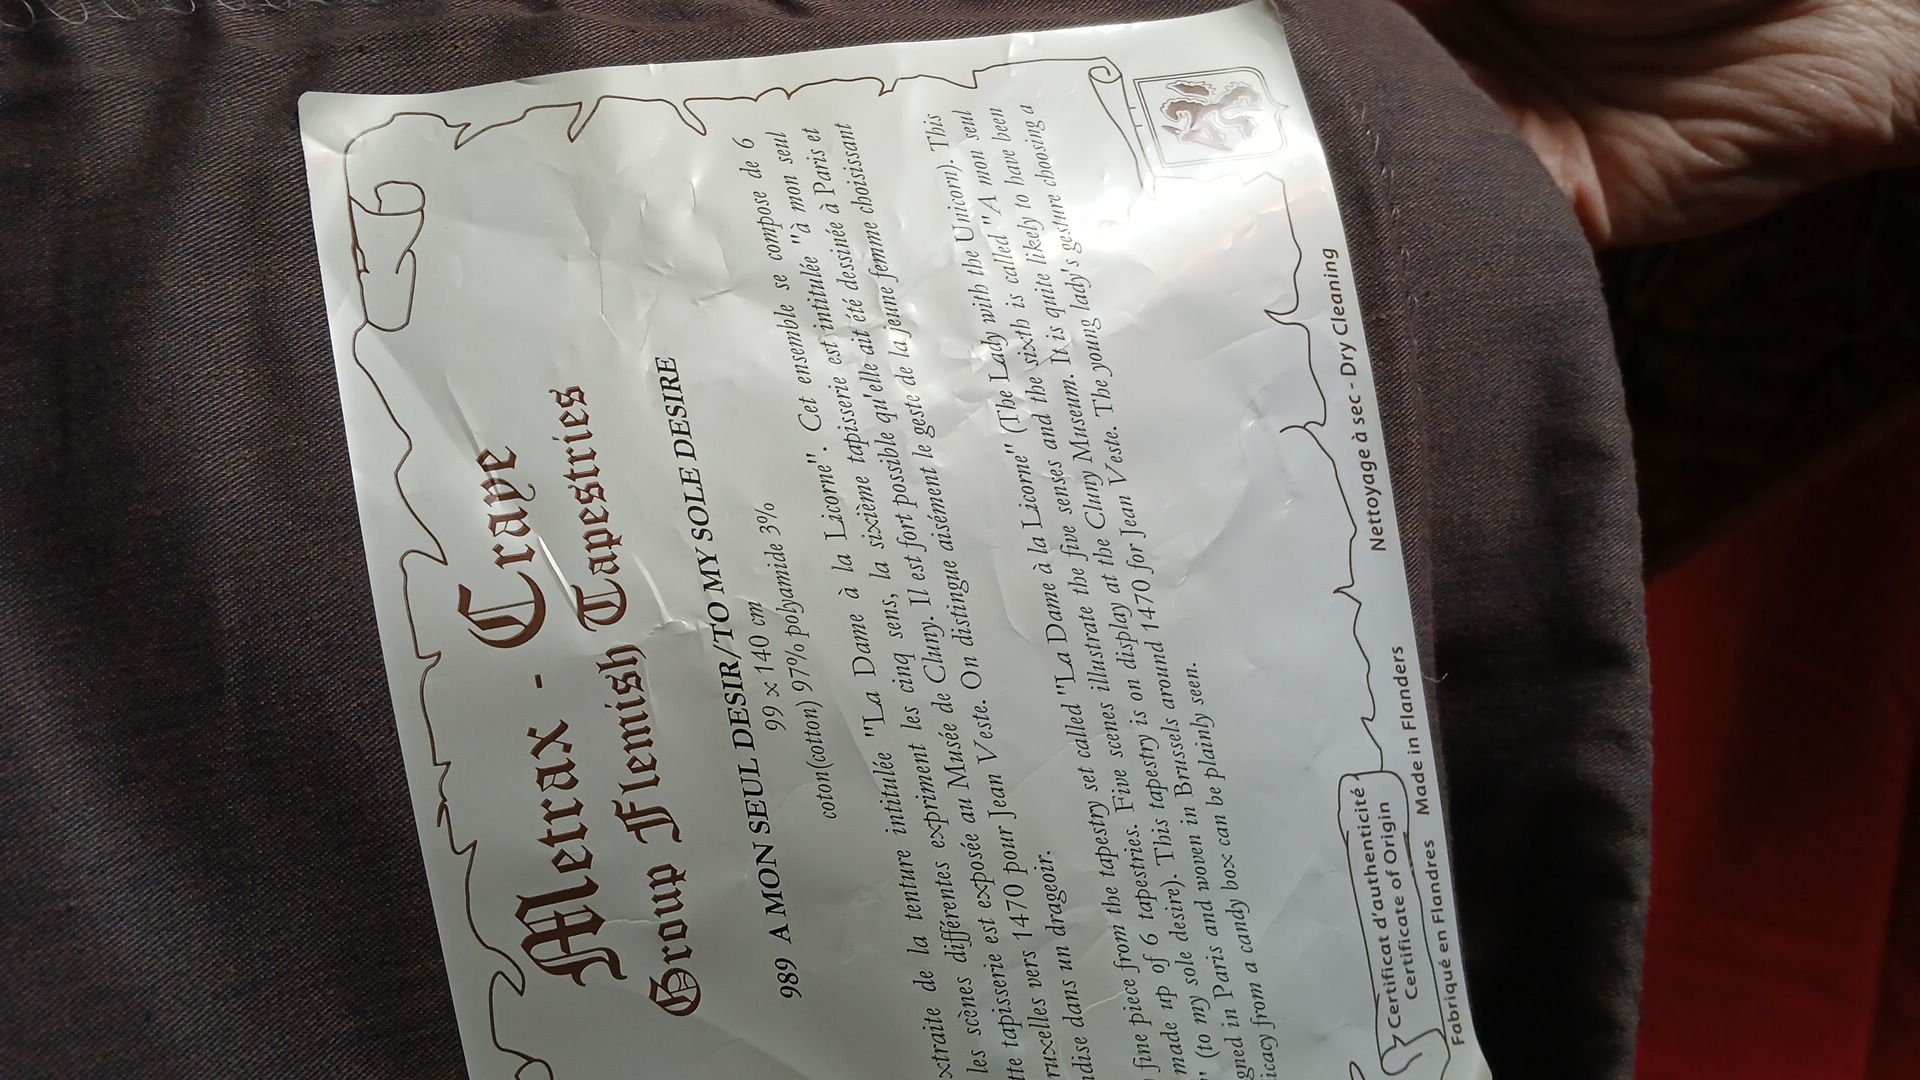 Metrax - Craye
Group Flemish Tapestries
989 A MON SEUL DESIR/TO MY SOLE DESIRE
99 x 140 cm
coton(cotton) 97% polyamide 3%
xtraite de la tenture intitulée "La Dame à la Licorne". Cet ensemble se compose de 6
les scènes différentes expriment les cinq sens, la sixième tapisserie est intitulée "à mon seul
tte tapisserie est exposée au Musée de Cluny. Il est fort possible qu'elle ait été dessinée à Paris et
ruxelles vers 1470 pour Jean Veste. On distingue aisément le geste de la jeune femme choisissant
ndise dans un drageoir.
fine piece from the tapestry set called "La Dame à la Licorne" (The Lady with the Unicorn). This
made up of 6 tapestries. Five scenes illustrate the five senses and the sixth is called "A mon seul
" (to my sole desire). This tapestry is on display at the Cluny Museum. It is quite likely to have been
gned in Paris and woven in Brussels around 1470 for Jean Veste. The young lady's gesture choosing a
icacy from a candy box can be plainly seen.
Certificat d'authenticité
Certificate of Origin
Fabriqué en Flandres Made in Flanders Nettoyage à sec - Dry Cleaning